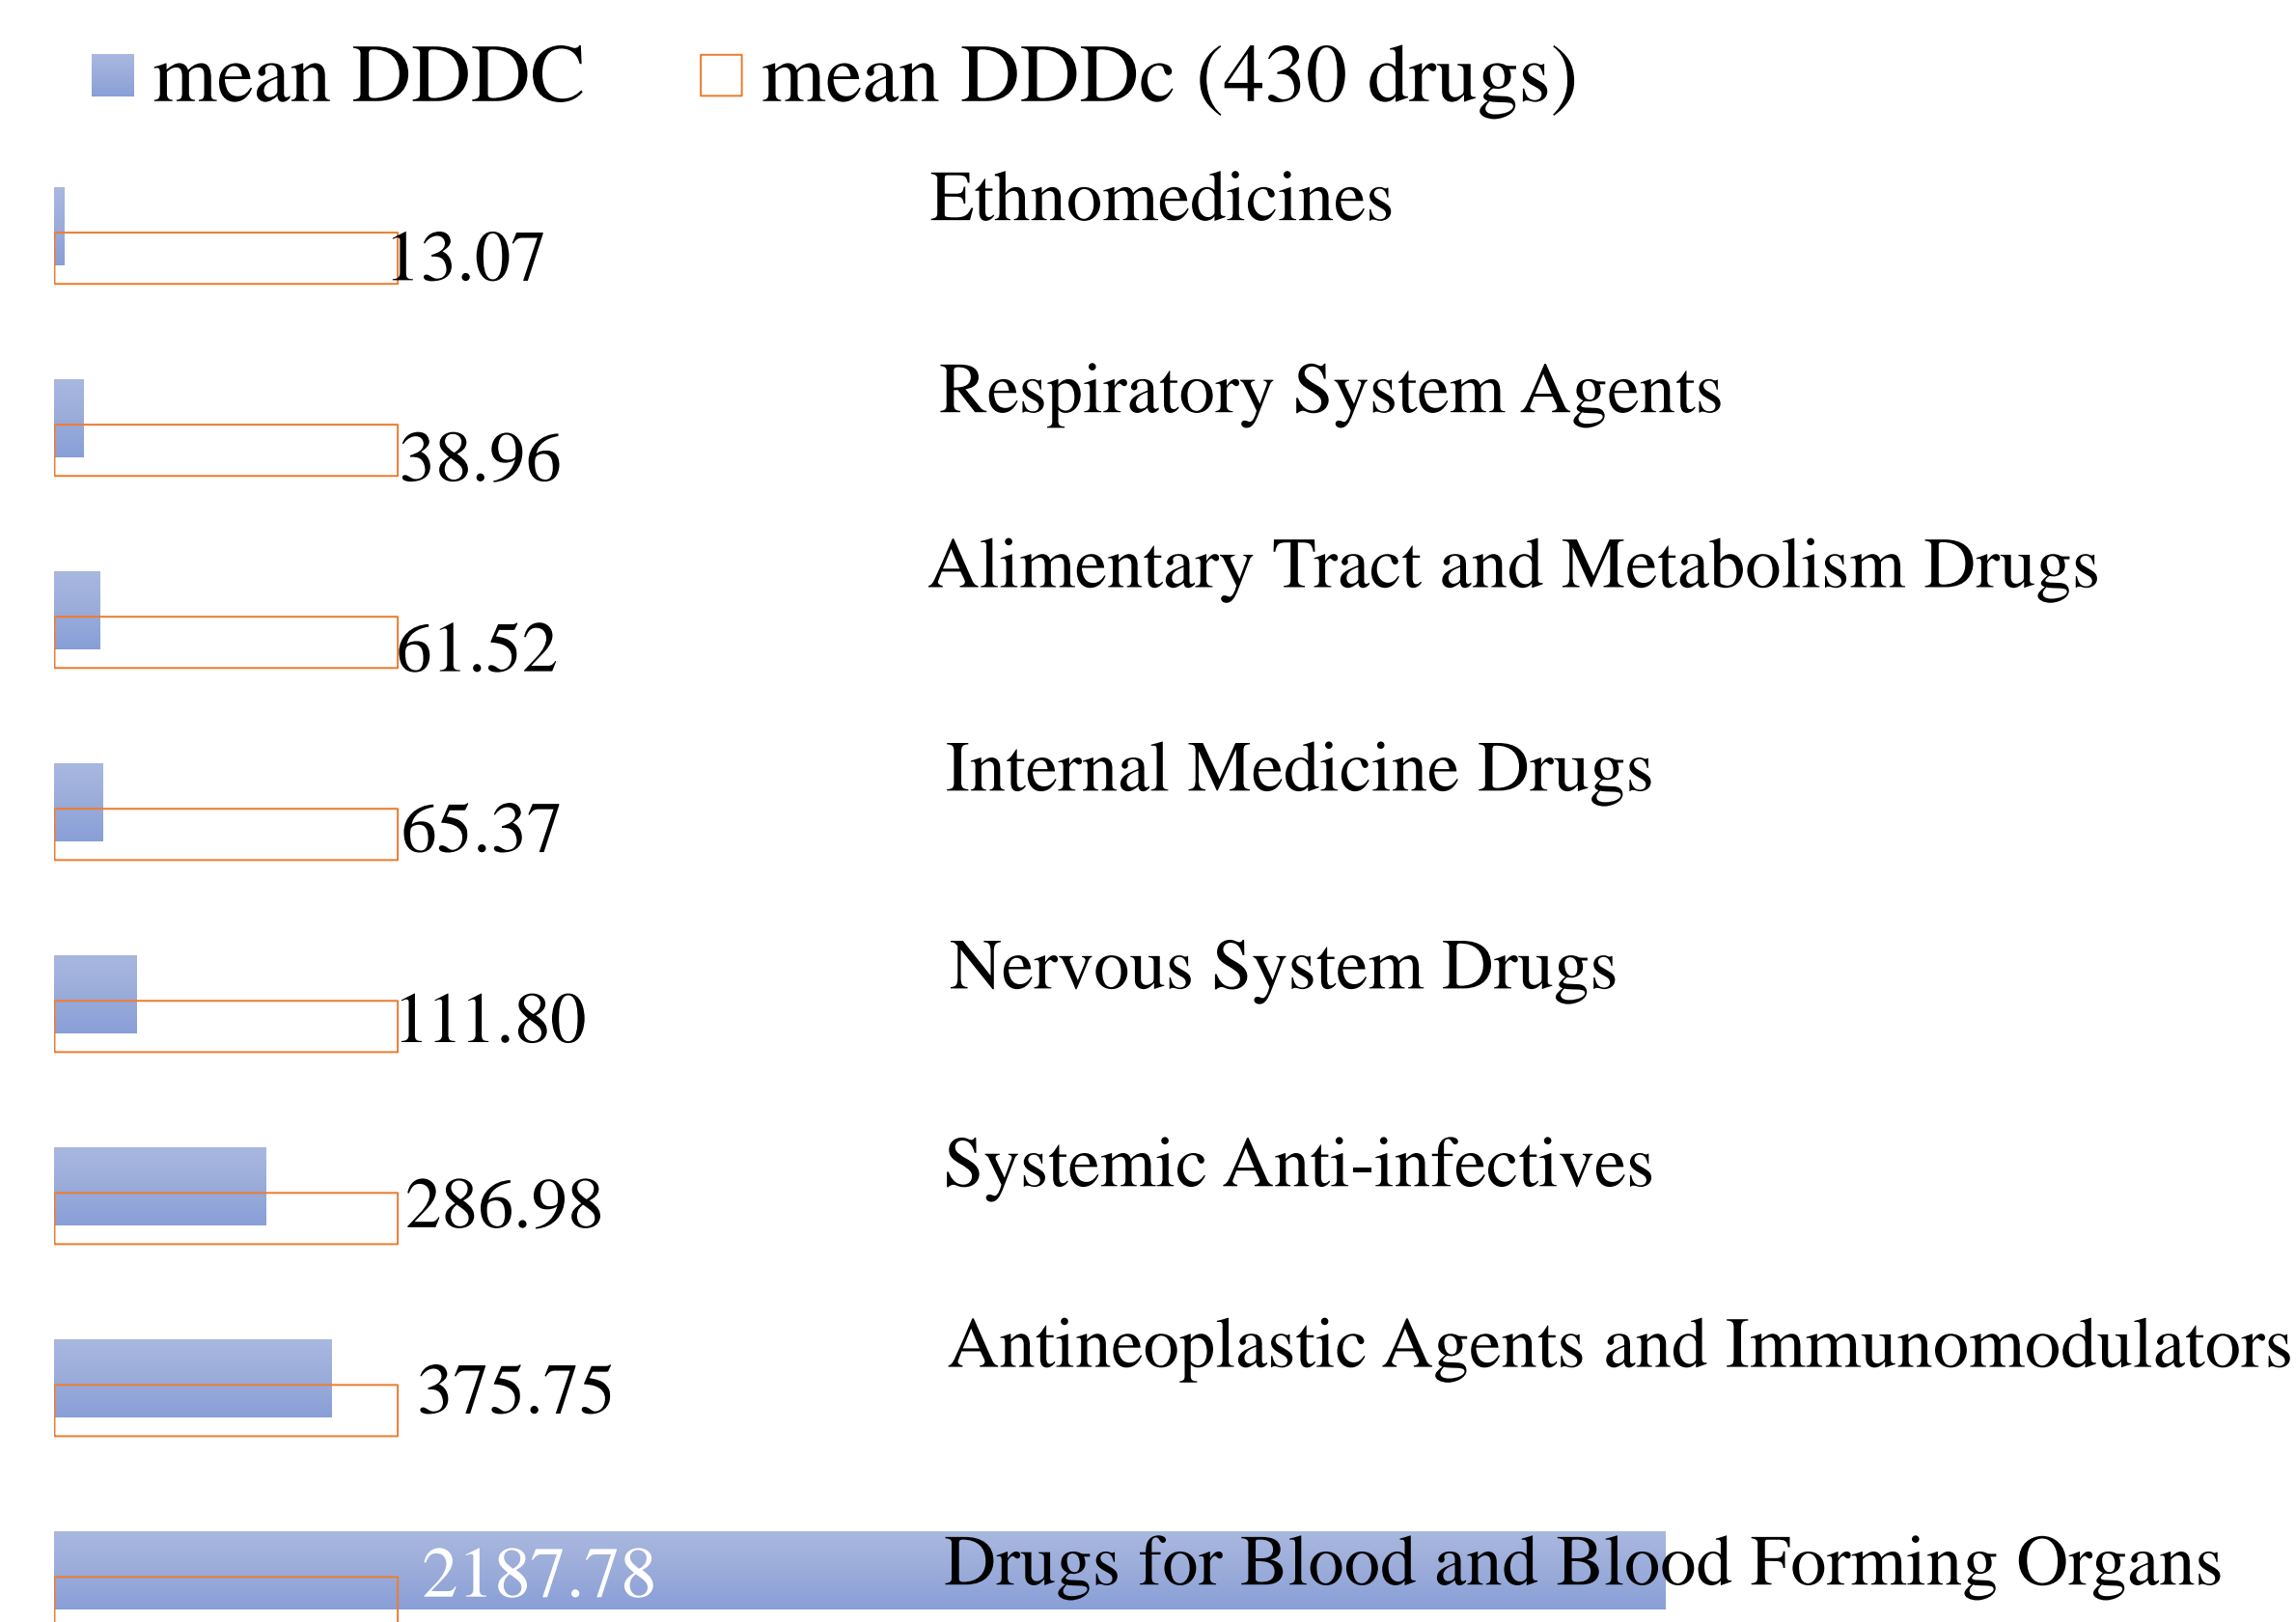 mean DDDC mean DDDc (430 drugs)
Ethnomedicines
13.07
Respiratory System Agents
38.96
Alimentary Tract and Metabolism Drugs
61.52
Internal Medicine Drugs
65.37
Nervous System Drugs
111.80
Systemic Anti-infectives
286.98
Antineoplastic Agents and Immunomodulators
375.75
2187.78 Drugs for Blood and Blood Forming Organs